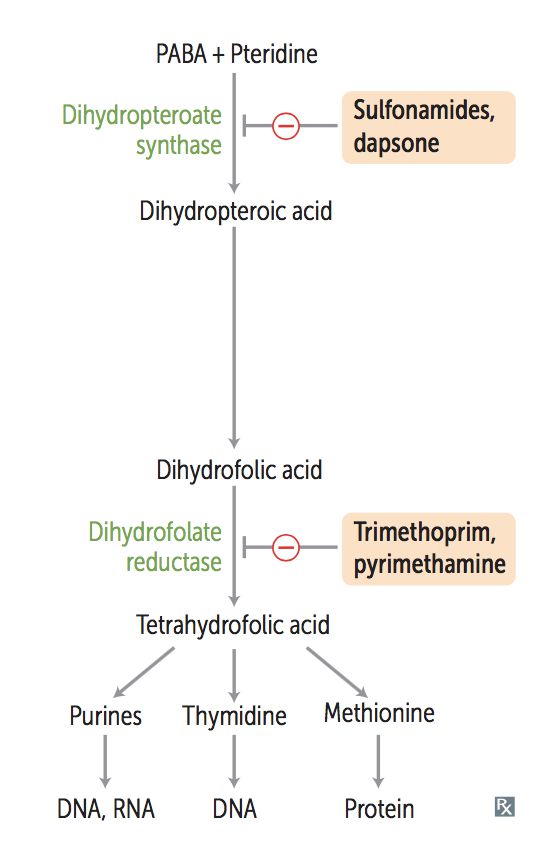 PABA + Pteridine
Dihydropteroate
synthase
Sulfonamides,
dapsone
Dihydropteroic acid
Dihydrofolic acid
Dihydrofolate
reductase
Trimethoprim,
pyrimethamine
Tetrahydrofolic acid
Purines Thymidine Methionine
DNA, RNA DNA Protein
℞